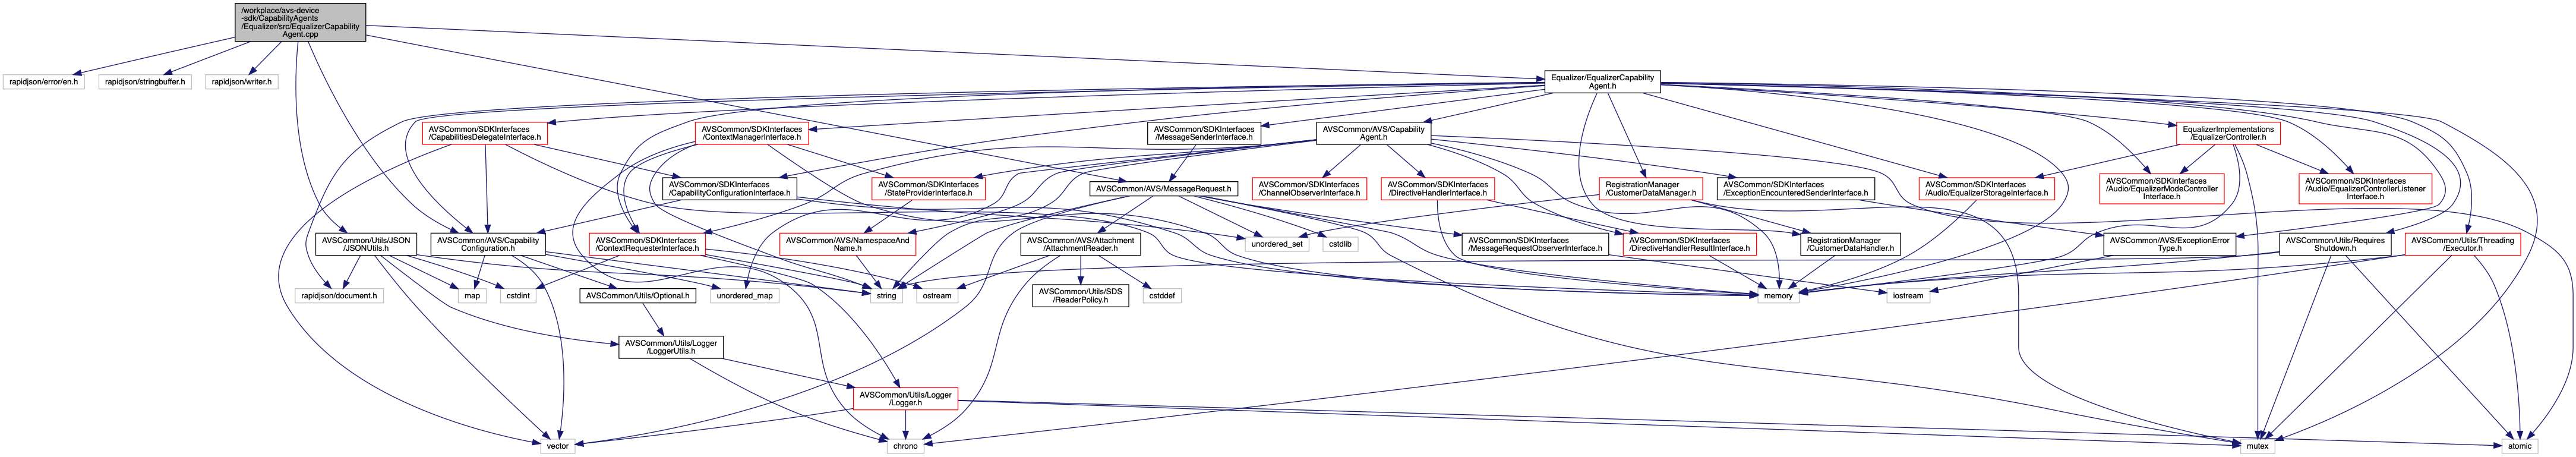 /workplace/avs-device
-sdk/CapabilityAgents
/Equalizer/src/EqualizerCapability
Agent.cpp
rapidjson/error/en.h
rapidjson/stringbuffer.h
rapidjson/writer.h
Equalizer/EqualizerCapability
Agent.h
AVSCommon/SDKInterfaces
/CapabilitiesDelegateInterface.h
AVSCommon/SDKInterfaces
/ContextManagerInterface.h
AVSCommon/SDKInterfaces
/MessageSenderInterface.h
AVSCommon/AVS/Capability
Agent.h
EqualizerImplementations
/EqualizerController.h
AVSCommon/SDKInterfaces
/CapabilityConfigurationInterface.h
AVSCommon/SDKInterfaces
/StateProviderInterface.h
AVSCommon/AVS/MessageRequest.h
AVSCommon/SDKInterfaces
/ChannelObserverInterface.h
AVSCommon/SDKInterfaces
/DirectiveHandlerInterface.h
RegistrationManager
/CustomerDataManager.h
AVSCommon/SDKInterfaces
/ExceptionEncounteredSenderInterface.h
AVSCommon/SDKInterfaces
/Audio/EqualizerStorageInterface.h
AVSCommon/SDKInterfaces
/Audio/EqualizerModeController
Interface.h
AVSCommon/SDKInterfaces
/Audio/EqualizerControllerListener
Interface.h
AVSCommon/Utils/JSON
/JSONUtils.h
AVSCommon/AVS/Capability
Configuration.h
AVSCommon/SDKInterfaces
/ContextRequesterInterface.h
AVSCommon/AVS/NamespaceAnd
Name.h
AVSCommon/AVS/Attachment
/AttachmentReader.h
unordered_set
cstdlib
AVSCommon/SDKInterfaces
/MessageRequestObserverInterface.h
AVSCommon/SDKInterfaces
/DirectiveHandlerResultInterface.h
RegistrationManager
/CustomerDataHandler.h
AVSCommon/AVS/ExceptionError
Type.h
AVSCommon/Utils/Requires
Shutdown.h
AVSCommon/Utils/Threading
/Executor.h
rapidjson/document.h
map
cstdint
AVSCommon/Utils/Optional.h
unordered_map
string
ostream
AVSCommon/Utils/SDS
/ReaderPolicy.h
cstddef
memory
iostream
AVSCommon/Utils/Logger
/LoggerUtils.h
AVSCommon/Utils/Logger
/Logger.h
vector
chrono
mutex
atomic